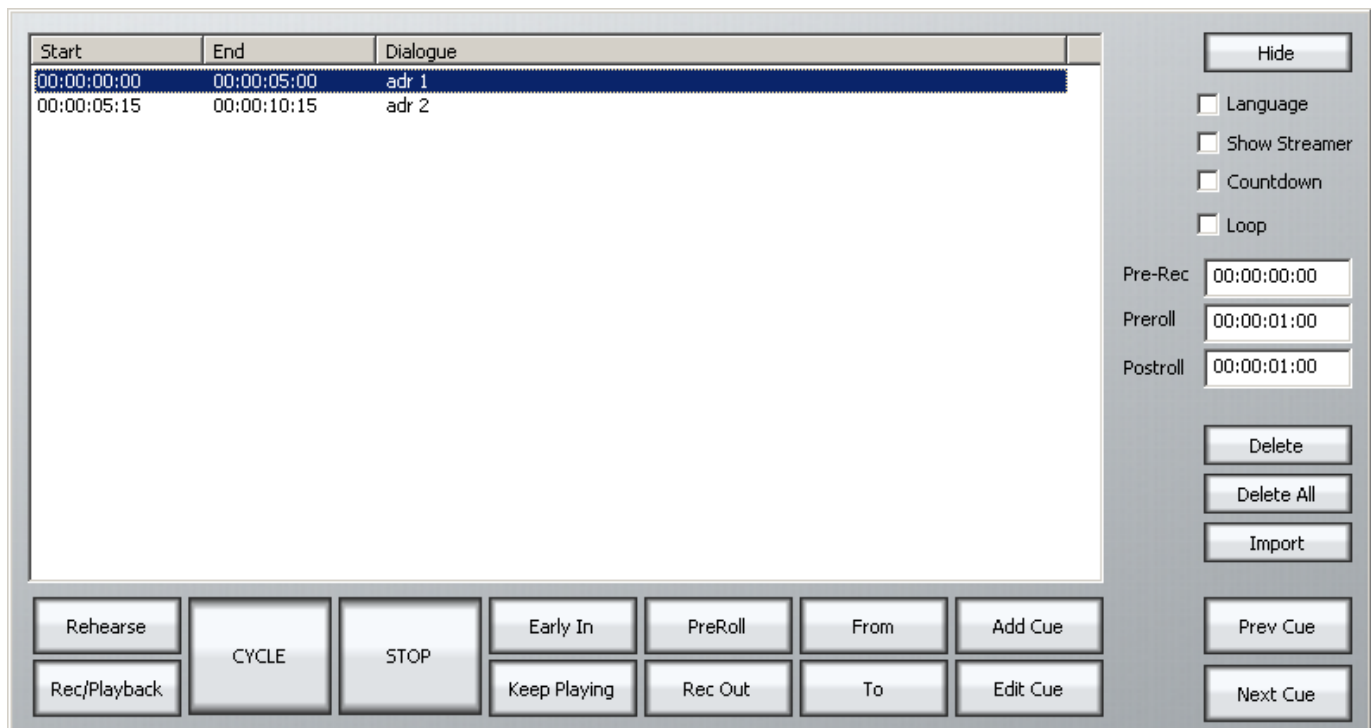 Start End Dialogue
00:00:00:00 00:00:05:00 adr 1
00:00:05:15 00:00:10:15 adr 2
Hide
Language
Show Streamer
Countdown
Loop
Pre-Rec 00:00:00:00
Preroll 00:00:01:00
Postroll 00:00:01:00
Delete
Delete All
Import
Rehearse CYCLE STOP Early In PreRoll From Add Cue Prev Cue
Rec/Playback Keep Playing Rec Out To Edit Cue Next Cue